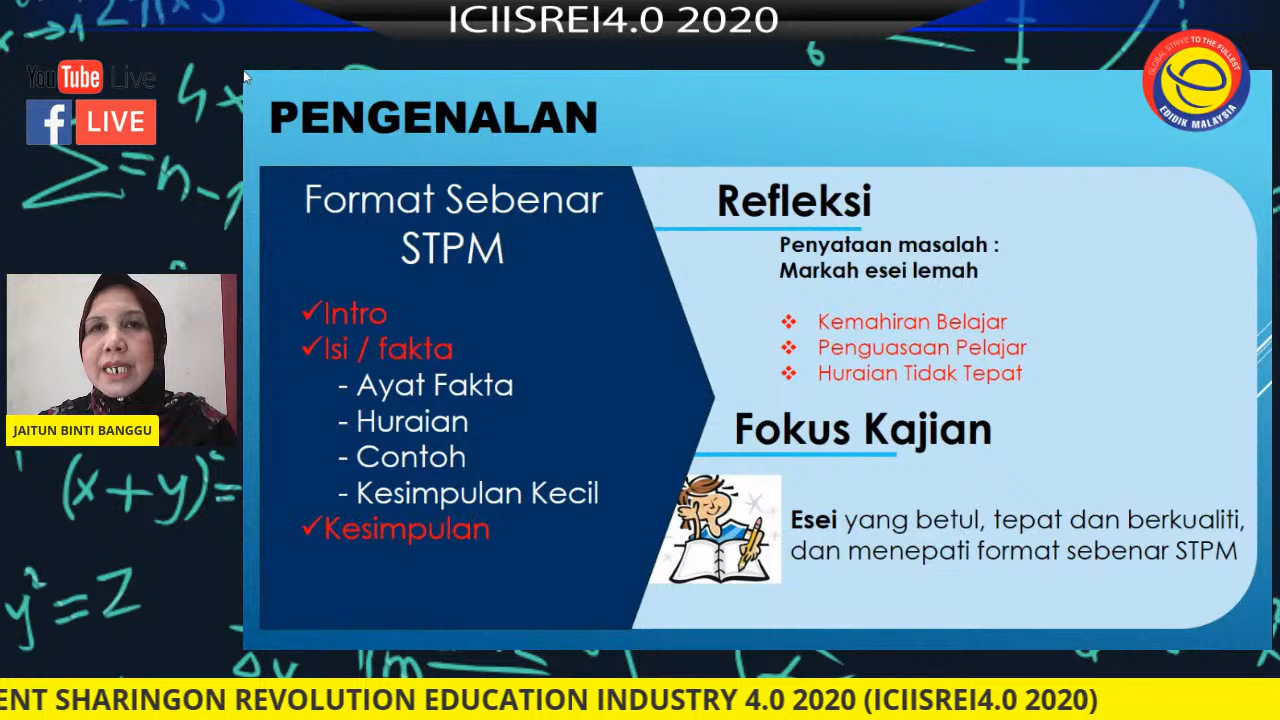 ICIISREI4.0 2020
YouTube Live
LIVE
GLOBAL STRIVE TO THE FULLEST
EDIDIK MALAYSIA
PENGENALAN
Format Sebenar
STPM
✓Intro
✓Isi / fakta
- Ayat Fakta
- Huraian
- Contoh
- Kesimpulan Kecil
✓Kesimpulan
Refleksi
Penyataan masalah :
Markah esei lemah
❖ Kemahiran Belajar
❖ Penguasaan Pelajar
❖ Huraian Tidak Tepat
Fokus Kajian
Esei yang betul, tepat dan berkualiti,
dan menepati format sebenar STPM
JAITUN BINTI BANGGU
ENT SHARINGON REVOLUTION EDUCATION INDUSTRY 4.0 2020 (ICIISREI4.0 2020)